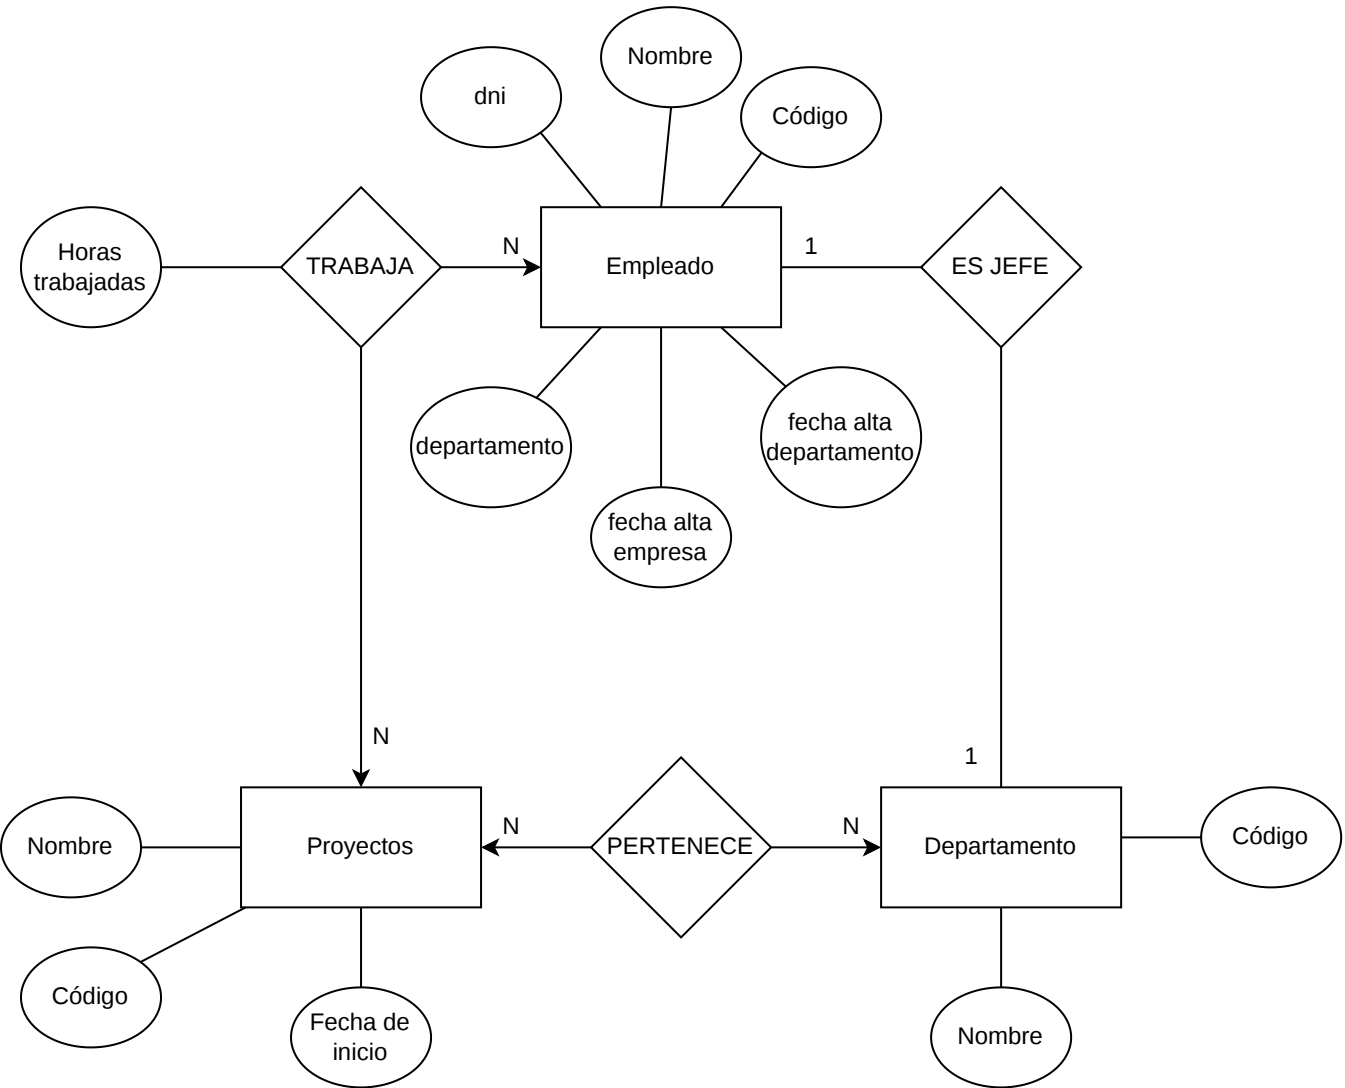 Nombre
dni
Código
Horas
trabajadas
TRABAJA
N
Empleado
1
ES JEFE
departamento
fecha alta
departamento
fecha alta
empresa
N
1
Nombre
Proyectos
N
PERTENECE
N
Departamento
Código
Código
Fecha de
inicio
Nombre